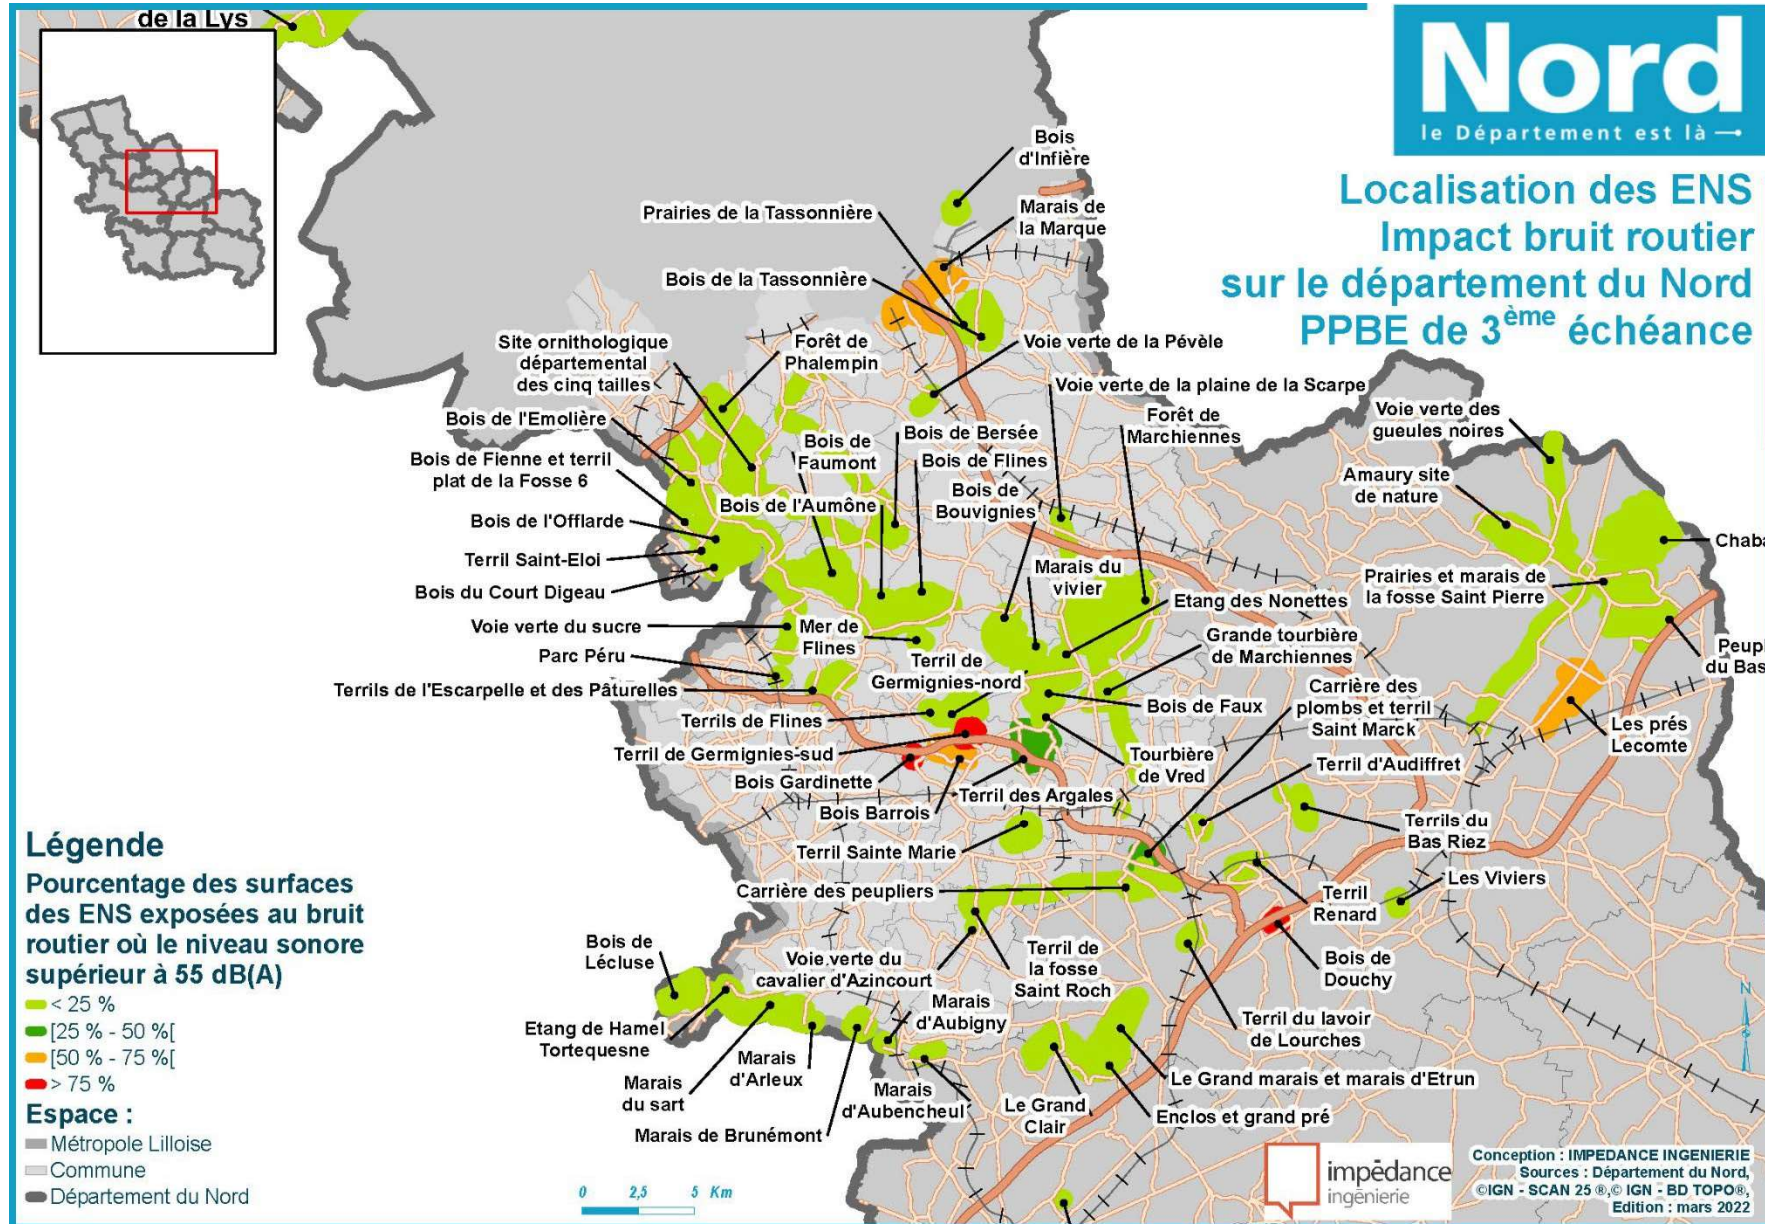 de la Lys
Nord
le Département est là
Localisation des ENS
Impact bruit routier
sur le département du Nord
PPBE de 3ème échéance
Bois
d'Infière
Prairies de la Tassonnière
Marais de
la Marque
Bois de la Tassonnière
Site ornithologique
départemental
des cinq tailles
Forêt de
Phalempin
Voie verte de la Pévèle
Voie verte de la plaine de la Scarpe
Bois de l'Emolière
Bois de
Faumont
Bois de Bersée
Forêt de
Marchiennes
Voie verte des
gueules noires
Bois de Fienne et terril
plat de la Fosse 6
Bois de Flines
Bois de
Bouvignies
Amaury site
de nature
Bois de l'Aumône
Bois de l'Offlarde
Terril Saint-Eloi
Chaba
Bois du Court Digeau
Marais du
vivier
Prairies et marais de
la fosse Saint Pierre
Etang des Nonettes
Voie verte du sucre
Mer de
Flines
Grande tourbière
de Marchiennes
Peupl
du Bas
Parc Péru
Terril de
Germignies-nord
Terrils de l'Escarpelle et des Pâturelles
Carrière des
plombs et terril
Saint Marck
Bois de Faux
Terrils de Flines
Les prés
Lecomte
Terril de Germignies-sud
Tourbière
de Vred
Terril d'Audiffret
Bois Gardinette
Terril des Argales
Bois Barrois
Terrils du
Bas Riez
Terril Sainte Marie
Carrière des peupliers
Les Viviers
Terril
Renard
Légende
Pourcentage des surfaces
des ENS exposées au bruit
routier où le niveau sonore
supérieur à 55 dB(A)
< 25 %
[25 % - 50 %[
[50 % - 75 %[
> 75 %
Espace :
Métropole Lilloise
Commune
Département du Nord
Bois de
Lécluse
Voie verte du
cavalier d'Azincourt
Terril de
la fosse
Saint Roch
Bois de
Douchy
Etang de Hamel
Tortequesne
Marais
d'Aubigny
Terril du lavoir
de Lourches
Marais
d'Arleux
Marais
du sart
Marais
d'Aubencheul
Le Grand marais et marais d'Etrun
Le Grand
Clair
Enclos et grand pré
Marais de Brunémont
0 2,5 5 Km
N
impédance
ingénierie
Conception : IMPEDANCE INGENIERIE
Sources : Département du Nord,
©IGN - SCAN 25 ®,© IGN - BD TOPO®,
Edition : mars 2022